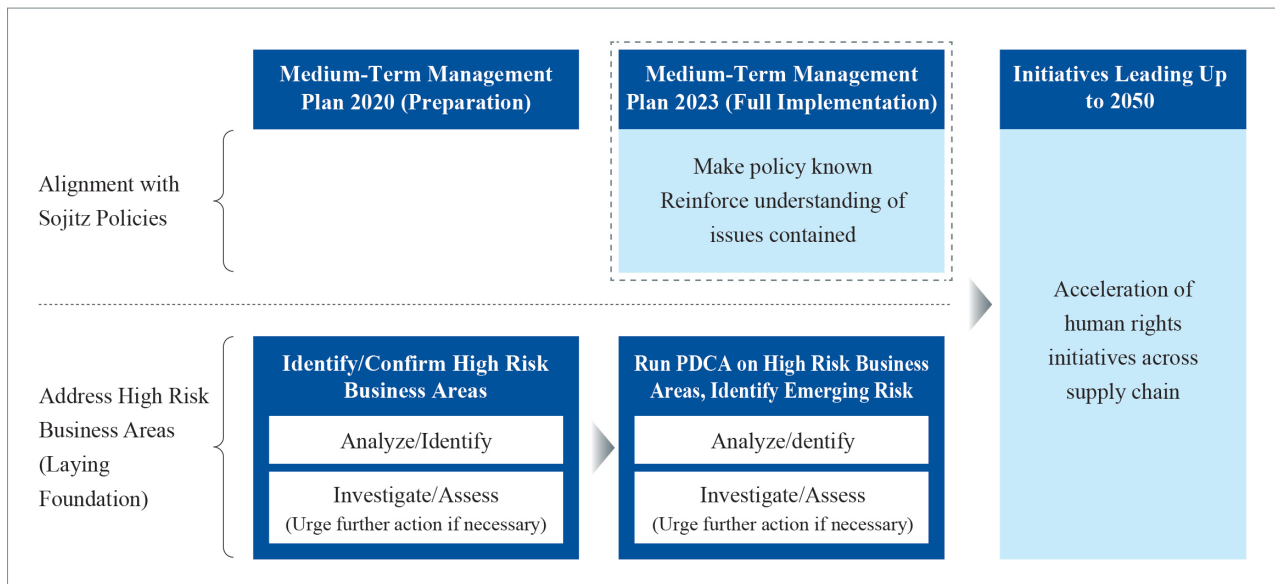 Medium-Term Management
Plan 2020 (Preparation)
Medium-Term Management
Plan 2023 (Full Implementation)
Initiatives Leading Up
to 2050
Alignment with
Sojitz Policies
Make policy known
Reinforce understanding of
issues contained
Address High Risk
Business Areas
(Laying
Foundation)
Identify/Confirm High Risk
Business Areas
Analyze/Identify
Investigate/Assess
(Urge further action if necessary)
Run PDCA on High Risk Business
Areas, Identify Emerging Risk
Analyze/dentify
Investigate/Assess
(Urge further action if necessary)
Acceleration of
human rights
initiatives across
supply chain